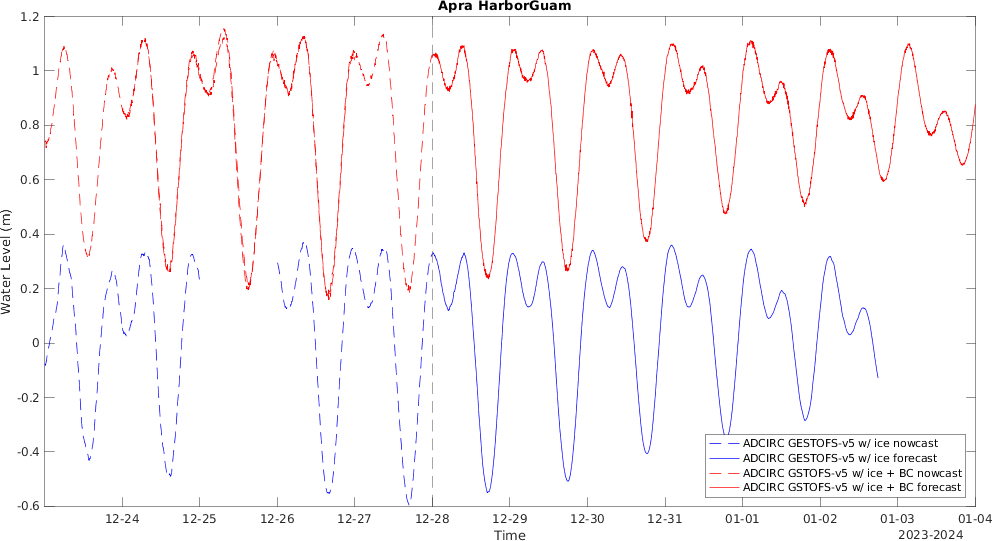 Apra HarborGuam
1.2
1
0.8
0.6
0.4
0.2
0
-0.2
-0.4
-0.6
Water Level (m)
ADCIRC GESTOFS-v5 w/ ice nowcast
ADCIRC GESTOFS-v5 w/ ice forecast
ADCIRC GSTOFS-v5 w/ ice + BC nowcast
ADCIRC GSTOFS-v5 w/ ice + BC forecast
12-24 12-25 12-26 12-27 12-28 12-29 12-30 12-31 01-01 01-02 01-03 01-04
Time
2023-2024